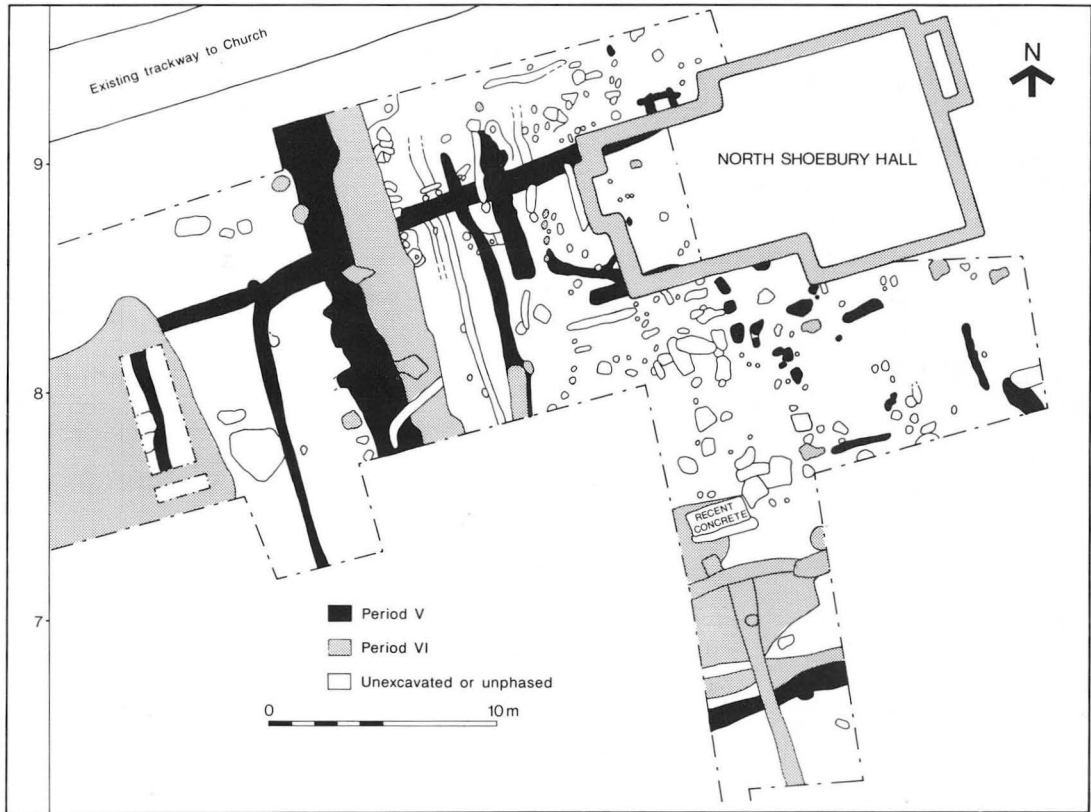 Existing trackway to Church
N
9
NORTH SHOEBURY HALL
8
RECENT
CONCRETE
7
Period V
Period VI
Unexcavated or unphased
0 10m